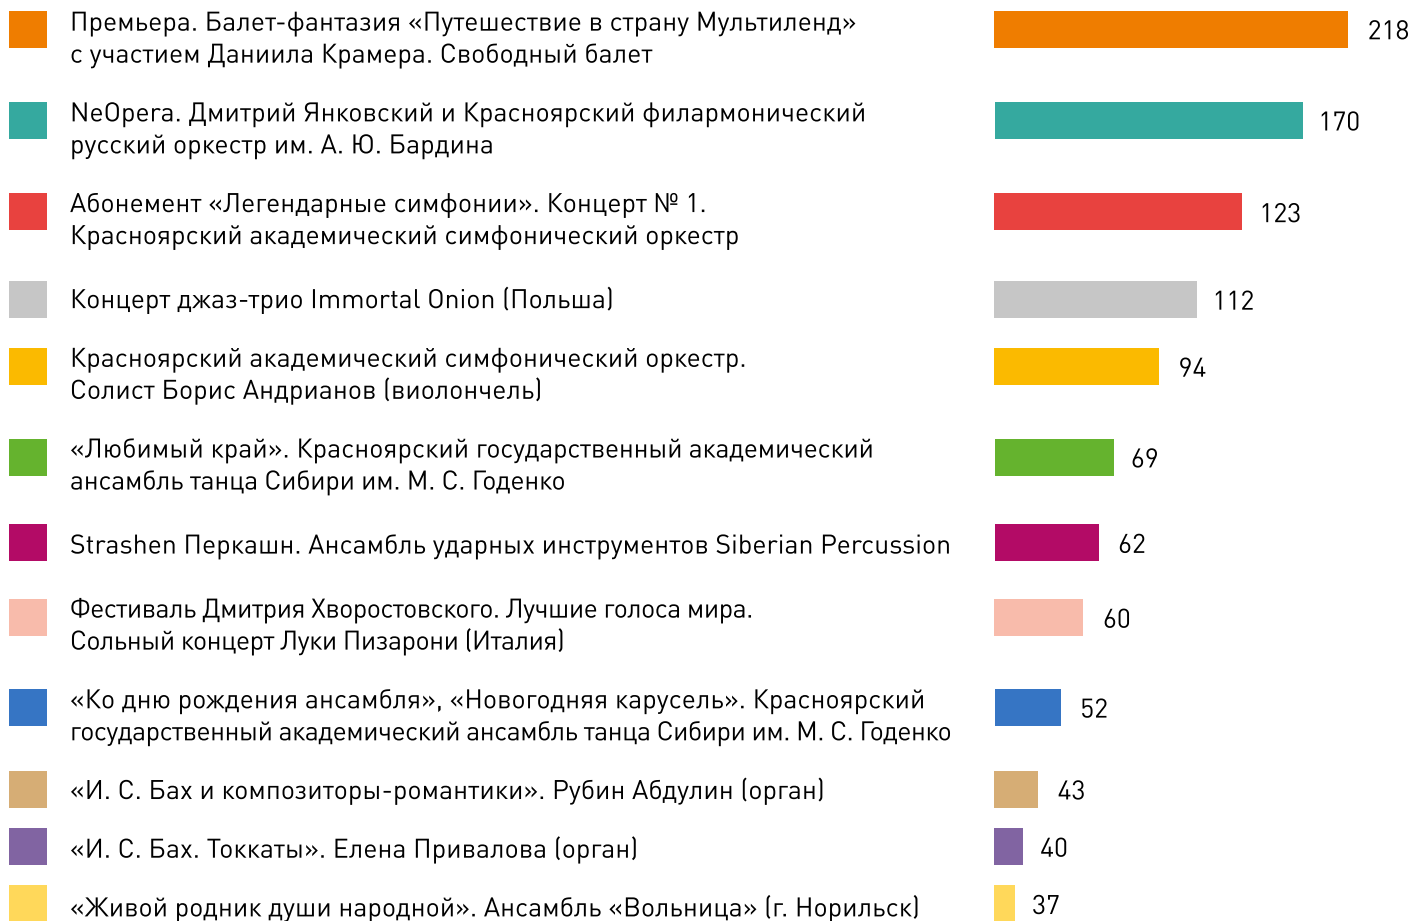 Премьера. Балет-фантазия «Путешествие в страну Мультиленд»
с участием Даниила Крамера. Свободный балет
218
NeOpera. Дмитрий Янковский и Красноярский филармонический
русский оркестр им. А. Ю. Бардина
170
Абонемент «Легендарные симфонии». Концерт № 1.
Красноярский академический симфонический оркестр
123
Концерт джаз-трио Immortal Onion (Польша)
112
Красноярский академический симфонический оркестр.
Солист Борис Андрианов (виолончель)
94
«Любимый край». Красноярский государственный академический
ансамбль танца Сибири им. М. С. Годенко
69
Strashen Перкашн. Ансамбль ударных инструментов Siberian Percussion
62
Фестиваль Дмитрия Хворостовского. Лучшие голоса мира.
Сольный концерт Луки Пизарони (Италия)
60
«Ко дню рождения ансамбля», «Новогодняя карусель». Красноярский
государственный академический ансамбль танца Сибири им. М. С. Годенко
52
«И. С. Бах и композиторы-романтики». Рубин Абдулин (орган)
43
«И. С. Бах. Токкаты». Елена Привалова (орган)
40
«Живой родник души народной». Ансамбль «Вольница» (г. Норильск)
37